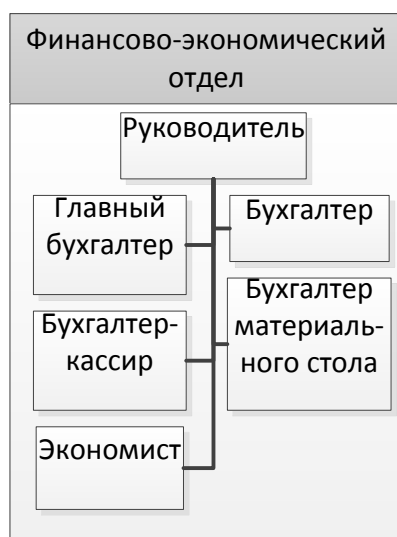 Финансово-экономический
отдел
Руководитель
Главный
бухгалтер
Бухгалтер
Бухгалтер-
кассир
Бухгалтер
материаль-
ного стола
Экономист